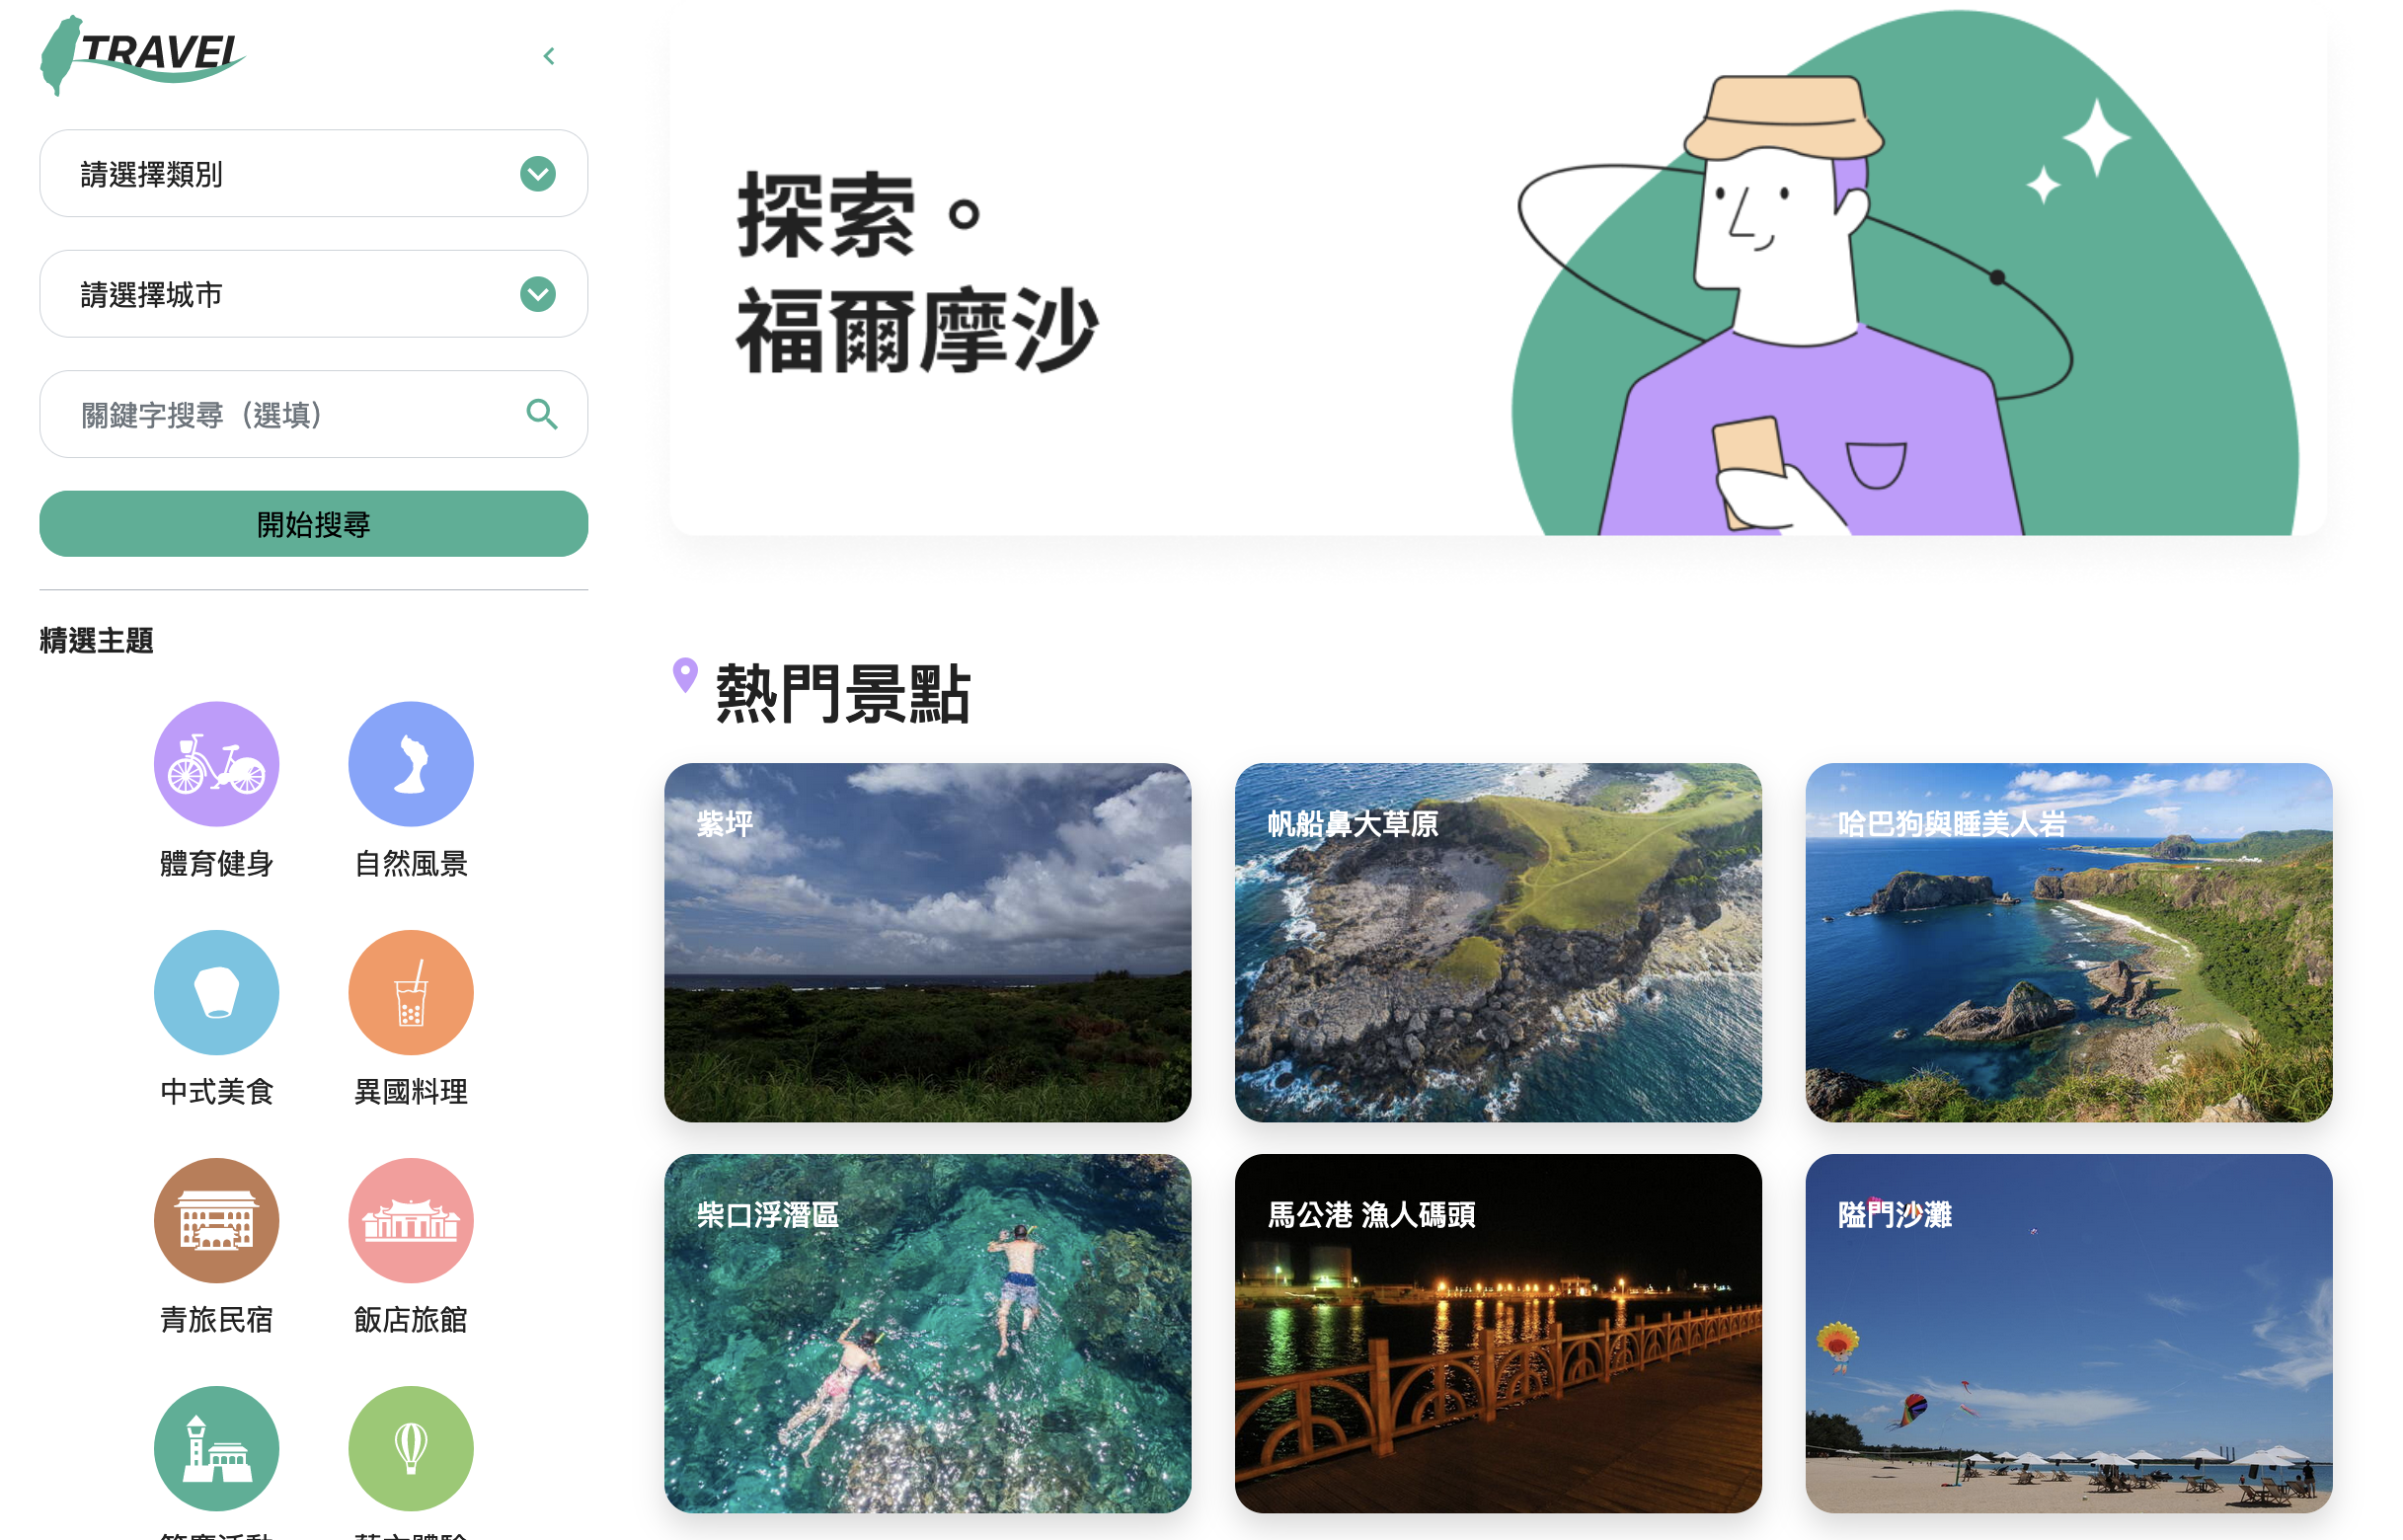 TRAVEL
請選擇類別
請選擇城市
關鍵字搜尋（選填）
開始搜尋
精選主題
體育健身
自然風景
中式美食
異國料理
青旅民宿
飯店旅館
探索。
福爾摩沙
熱門景點
紫坪
帆船鼻大草原
哈巴狗與睡美人岩
柴口浮潛區
馬公港 漁人碼頭
隘門沙灘